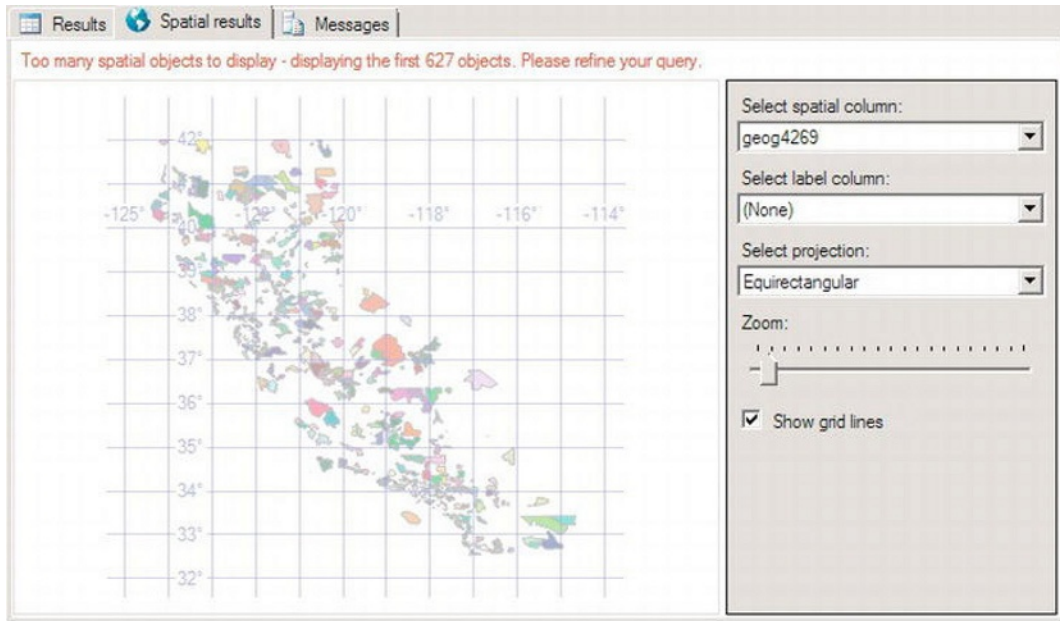 Results Spatial results Messages
Too many spatial objects to display - displaying the first 627 objects. Please refine your query.
42°
41°
-125° -122° -120° -118° -116° -114°
40°
39°
38°
37°
36°
35°
34°
33°
32°
Select spatial column:
geog4269
Select label column:
(None)
Select projection:
Equirectangular
Zoom:
Show grid lines